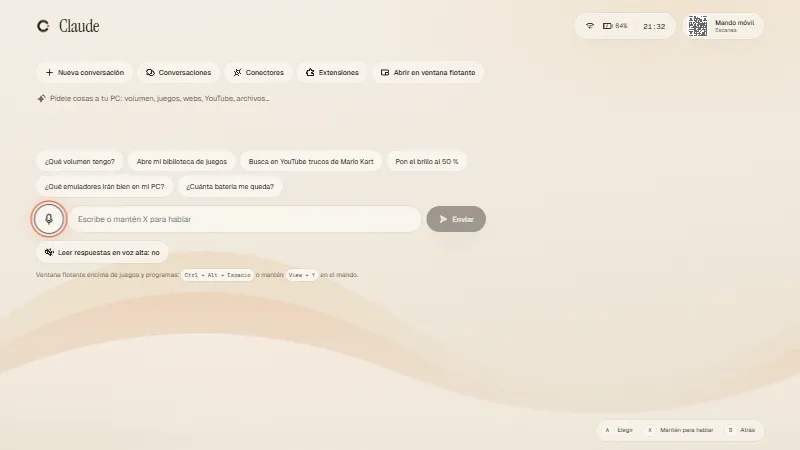 Claude
84%
21:32
Mando móvil
Escanea
Nueva conversación
Conversaciones
Conectores
Extensiones
Abrir en ventana flotante
Pídele cosas a tu PC: volumen, juegos, webs, YouTube, archivos...
¿Qué volumen tengo?
Abre mi biblioteca de juegos
Busca en YouTube trucos de Mario Kart
Pon el brillo al 50 %
¿Qué emuladores irán bien en mi PC?
¿Cuánta batería me queda?
Escribe o mantén X para hablar
Enviar
Leer respuestas en voz alta: no
Ventana flotante encima de juegos y programas: Ctrl + Alt + Espacio o mantén View + Y en el mando.
A Elegir
X Mantén para hablar
B Atrás